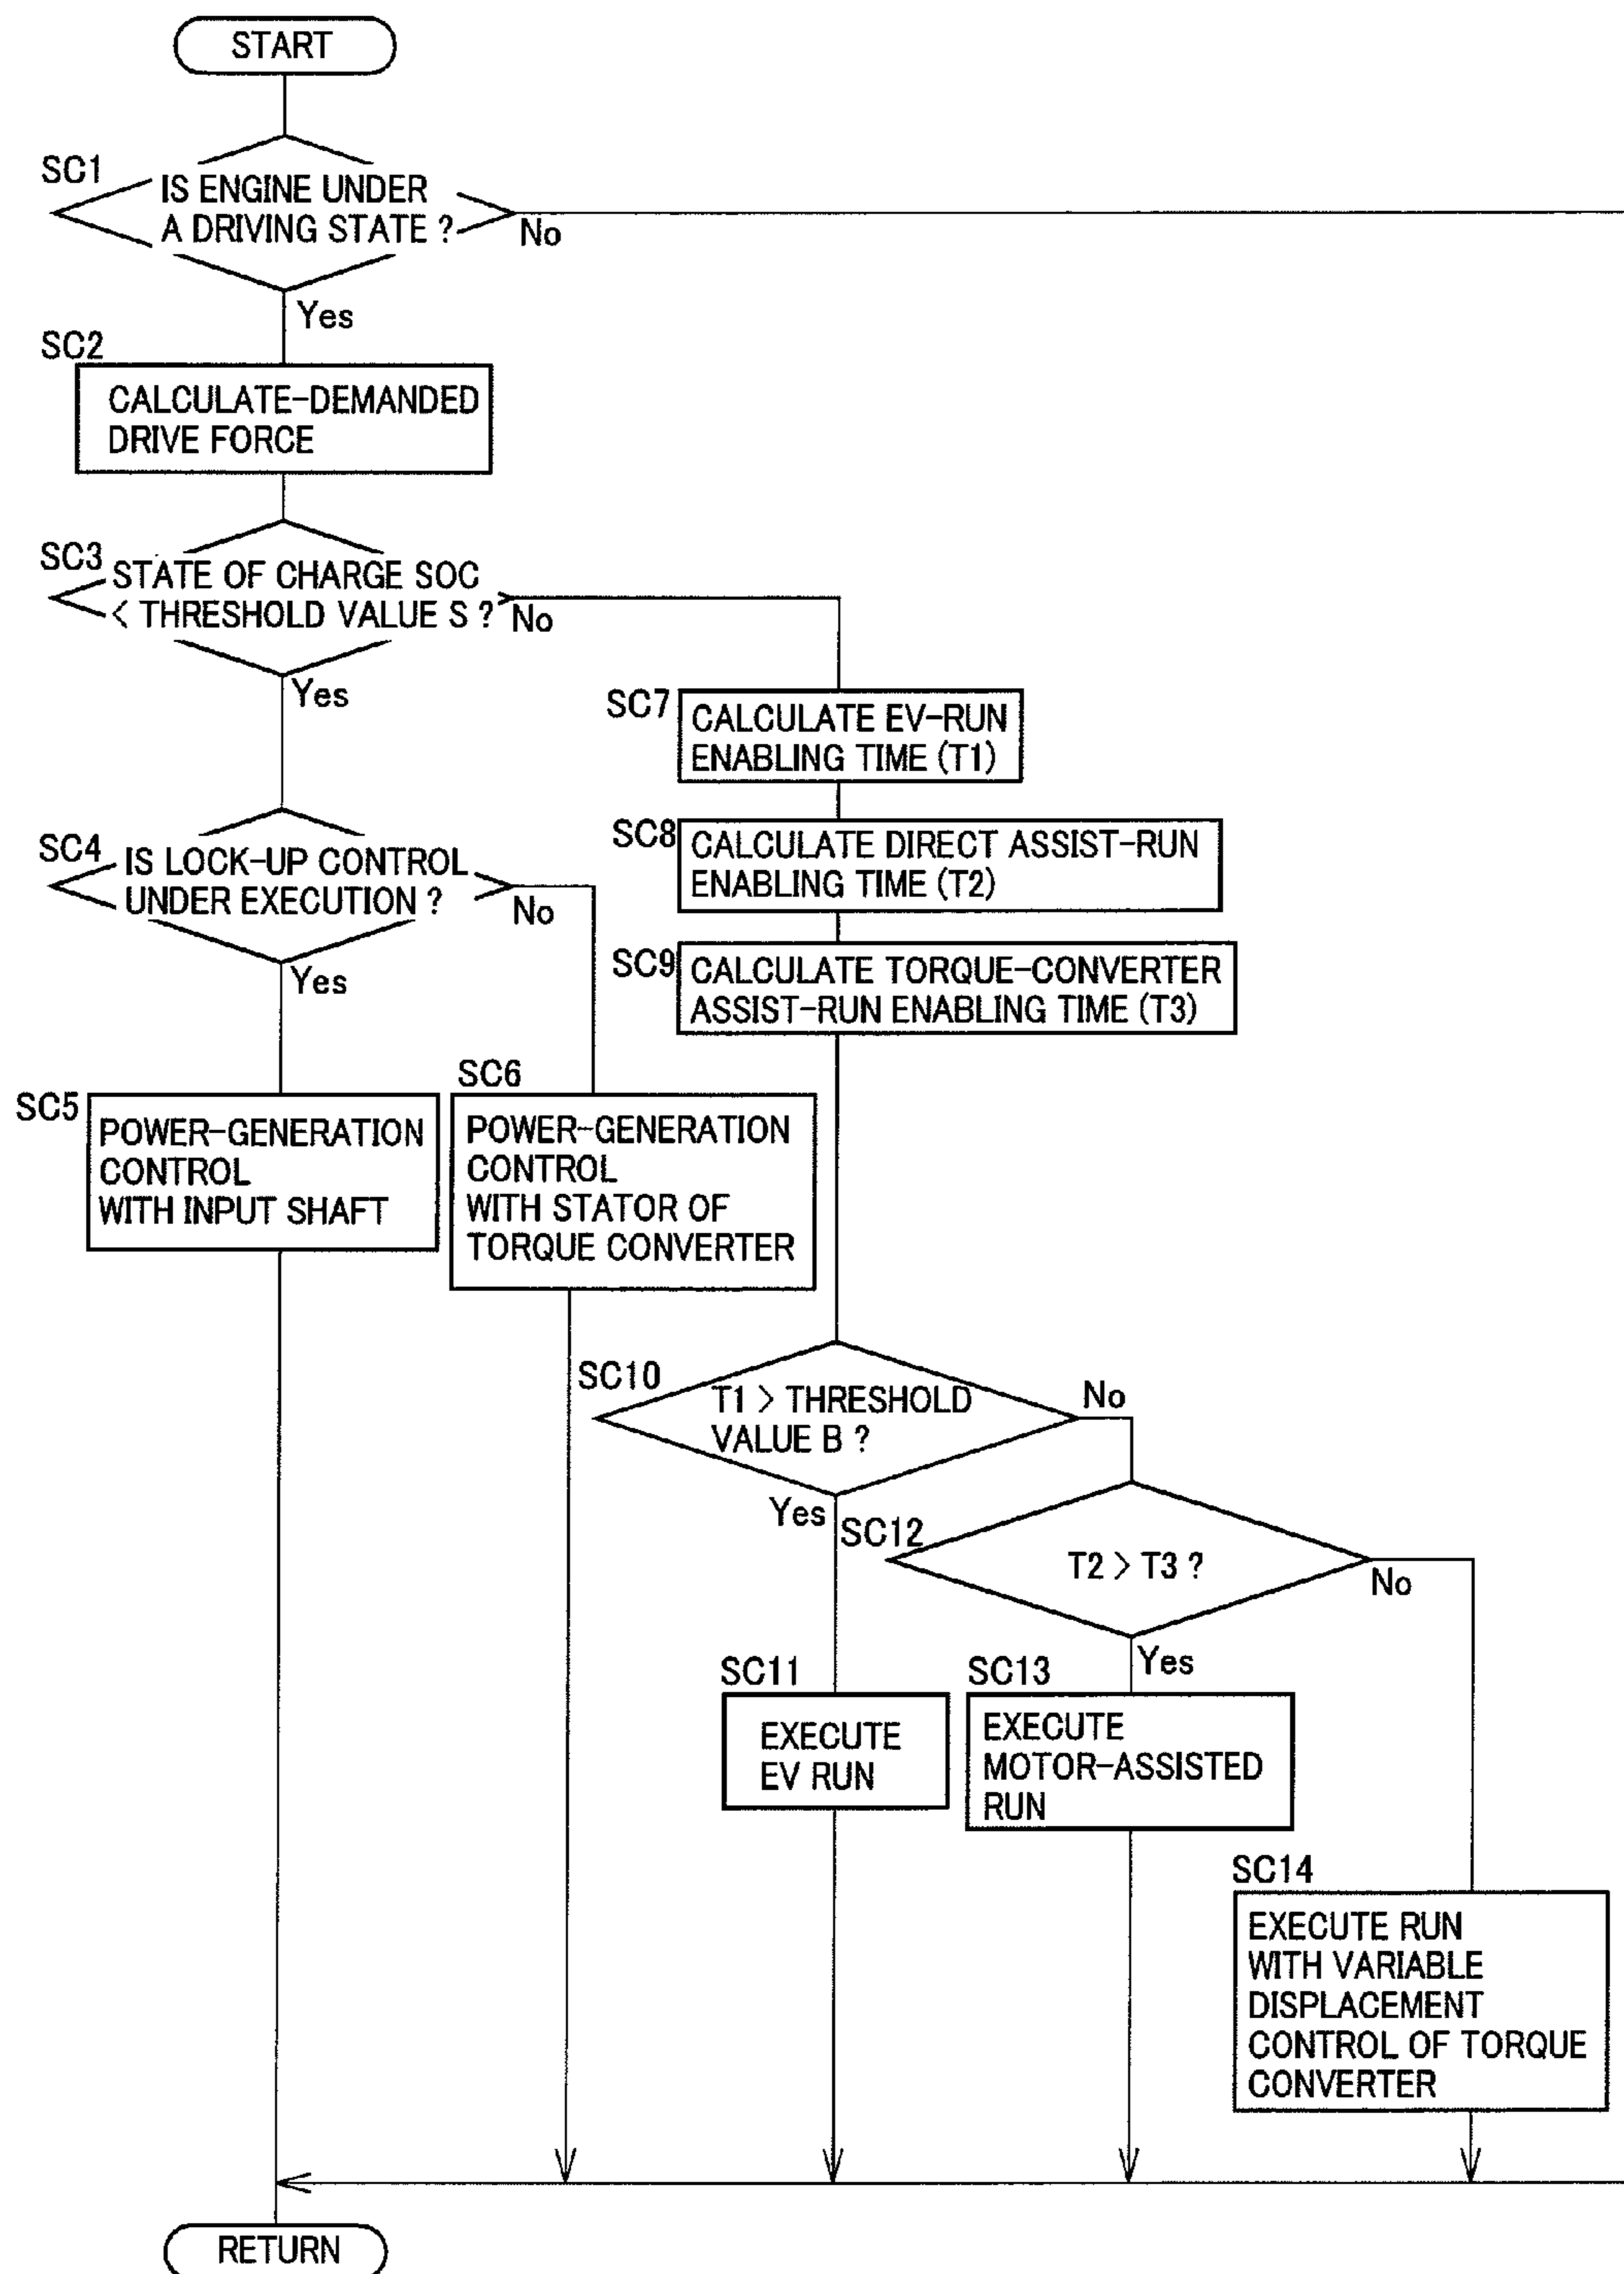 START
SC1
IS ENGINE UNDER
A DRIVING STATE ?
No
Yes
SC2
CALCULATE-DEMANDED
DRIVE FORCE
SC3
STATE OF CHARGE SOC
< THRESHOLD VALUE S ?
No
Yes
SC7
CALCULATE EV-RUN
ENABLING TIME (T1)
SC8
CALCULATE DIRECT ASSIST-RUN
ENABLING TIME (T2)
SC4
IS LOCK-UP CONTROL
UNDER EXECUTION ?
No
Yes
SC9
CALCULATE TORQUE-CONVERTER
ASSIST-RUN ENABLING TIME (T3)
SC5
POWER-GENERATION
CONTROL
WITH INPUT SHAFT
SC6
POWER-GENERATION
CONTROL
WITH STATOR OF
TORQUE CONVERTER
SC10
T1 > THRESHOLD
VALUE B ?
No
Yes
SC12
T2 > T3 ?
No
Yes
SC11
EXECUTE
EV RUN
SC13
EXECUTE
MOTOR-ASSISTED
RUN
SC14
EXECUTE RUN
WITH VARIABLE
DISPLACEMENT
CONTROL OF TORQUE
CONVERTER
RETURN